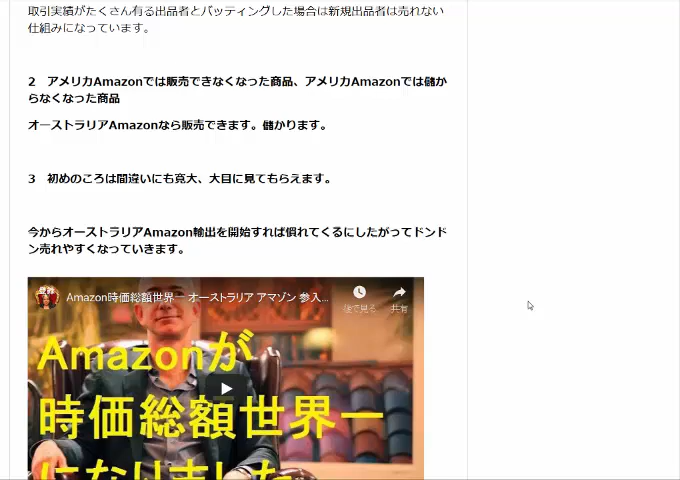 取引実績がたくさん有る出品者とバッティングした場合は新規出品者は売れない
仕組みになっています。
2　アメリカAmazonでは販売できなくなった商品、アメリカAmazonでは儲か
らなくなった商品
オーストラリアAmazonなら販売できます。儲かります。
3　初めのころは間違いにも寛大、大目に見てもらえます。
今からオーストラリアAmazon輸出を開始すれば慣れてくるにしたがってドンド
ン売れやすくなっていきます。
Amazon時価総額世界一 オーストラリア アマゾン 参入...
後で見る
共有
Amazonが
時価総額世界一
になりました